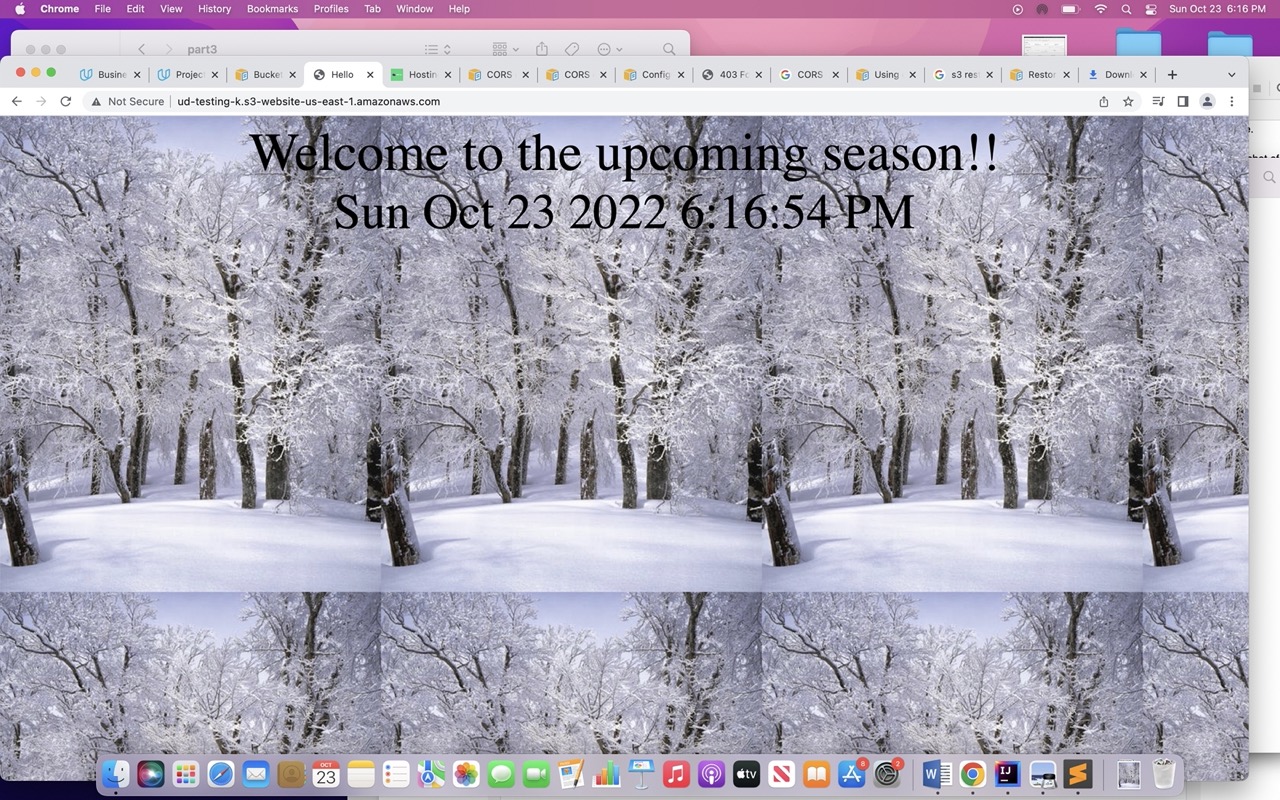 Chrome File Edit View History Bookmarks Profiles Tab Window Help Sun Oct 23 6:16 PM
part3
Busine Projec Bucke Hello Hostin CORS CORS Config 403 Fo CORS Using s3 res Restor Downl
Not Secure ud-testing-k.s3-website-us-east-1.amazonaws.com
Welcome to the upcoming season!!
Sun Oct 23 2022 6:16:54 PM
OCT
23
tv
8
2
W
IJ